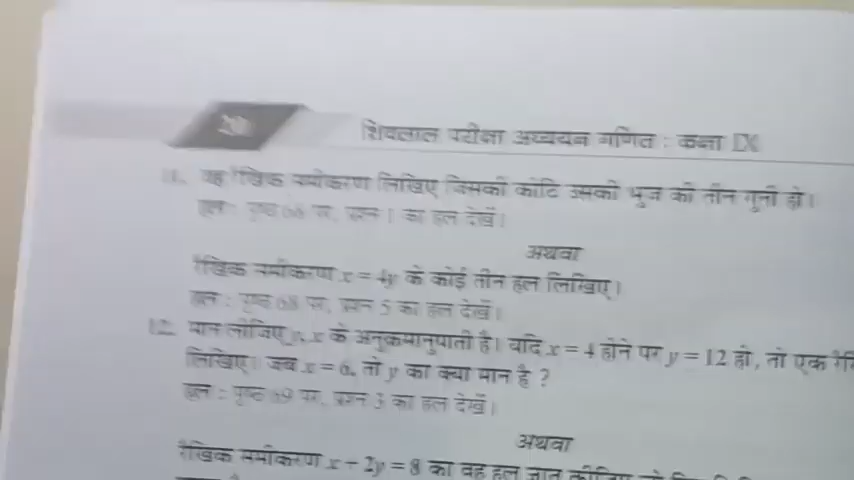 20
शिवलाल परीक्षा अध्ययन गणित : कक्षा IX
11. वह रैखिक समीकरण लिखिए जिसकी कोटि उसकी भुज की तीन गुनी हो।
हल : पृष्ठ 68 पर, प्रश्न 1 का हल देखें।
अथवा
रैखिक समीकरण x = 4y के कोई तीन हल लिखिए।
हल : पृष्ठ 68 पर, प्रश्न 5 का हल देखें।
12. मान लीजिए y, x के अनुक्रमानुपाती है। यदि x = 4 होने पर y = 12 हो, तो एक
लिखिए। जब x = 6, तो y का क्या मान है ?
हल : पृष्ठ 69 पर, प्रश्न 3 का हल देखें।
अथवा
रैखिक समीकरण x + 2y = 8 का वह हल ज्ञात कीजिए